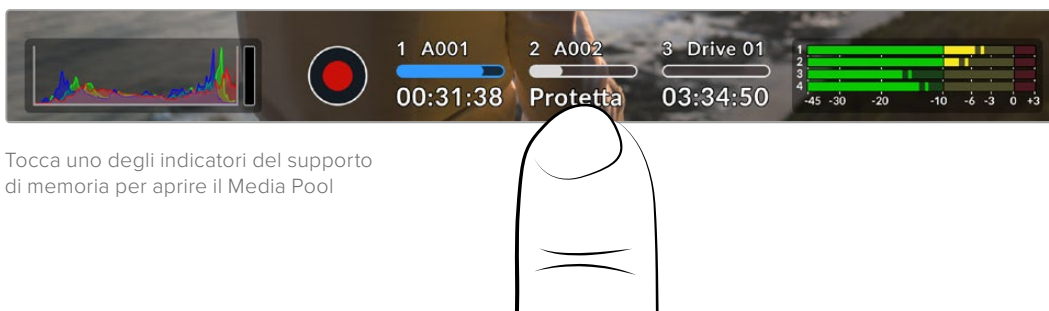 1 A001
00:31:38
2 A002
Protetta
3 Drive 01
03:34:50
1
2
3
4
-45 -30 -20 -10 -6 -3 0 +3
Tocca uno degli indicatori del supporto
di memoria per aprire il Media Pool